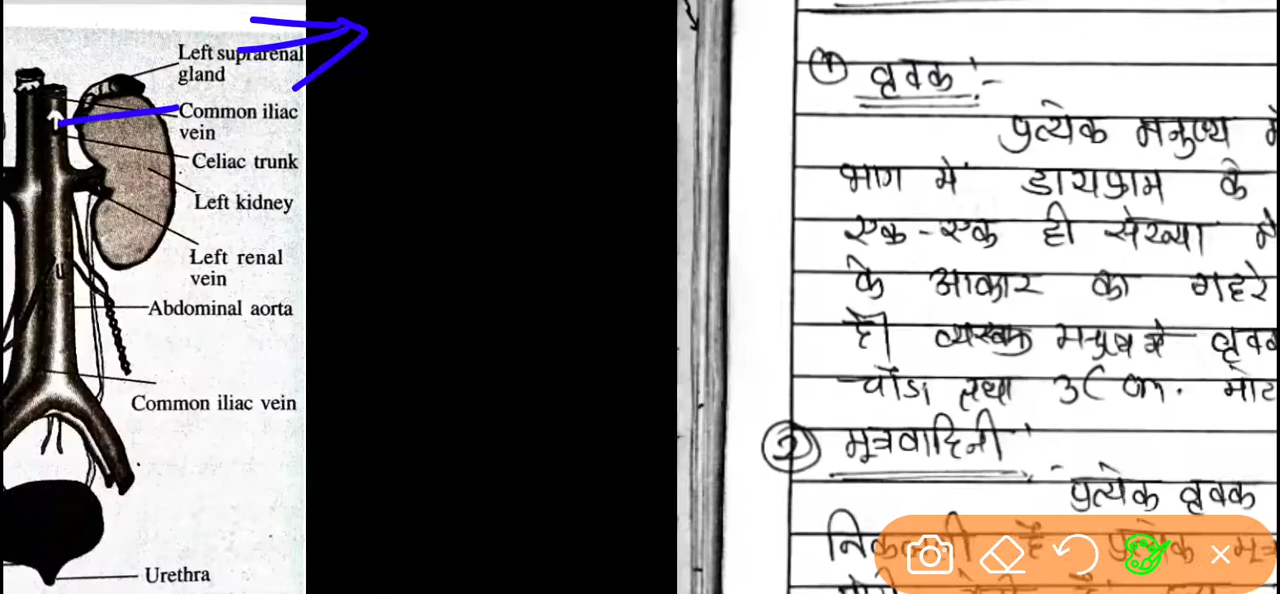 Left suprarenal
gland
Common iliac
vein
Celiac trunk
Left kidney
Left renal
vein
Abdominal aorta
Common iliac vein
Urethra
① वृक्क :-
प्रत्येक मनुष्य मे
भाग में डायफ्राम के
एक-एक ही संख्या मे
के आकार का गहरे
है। व्यस्क मनुष्य मे वृक्क
चौडा तथा 3 Cm. मोट
② मूत्रवाहिनी :
प्रत्येक वृक्क
है